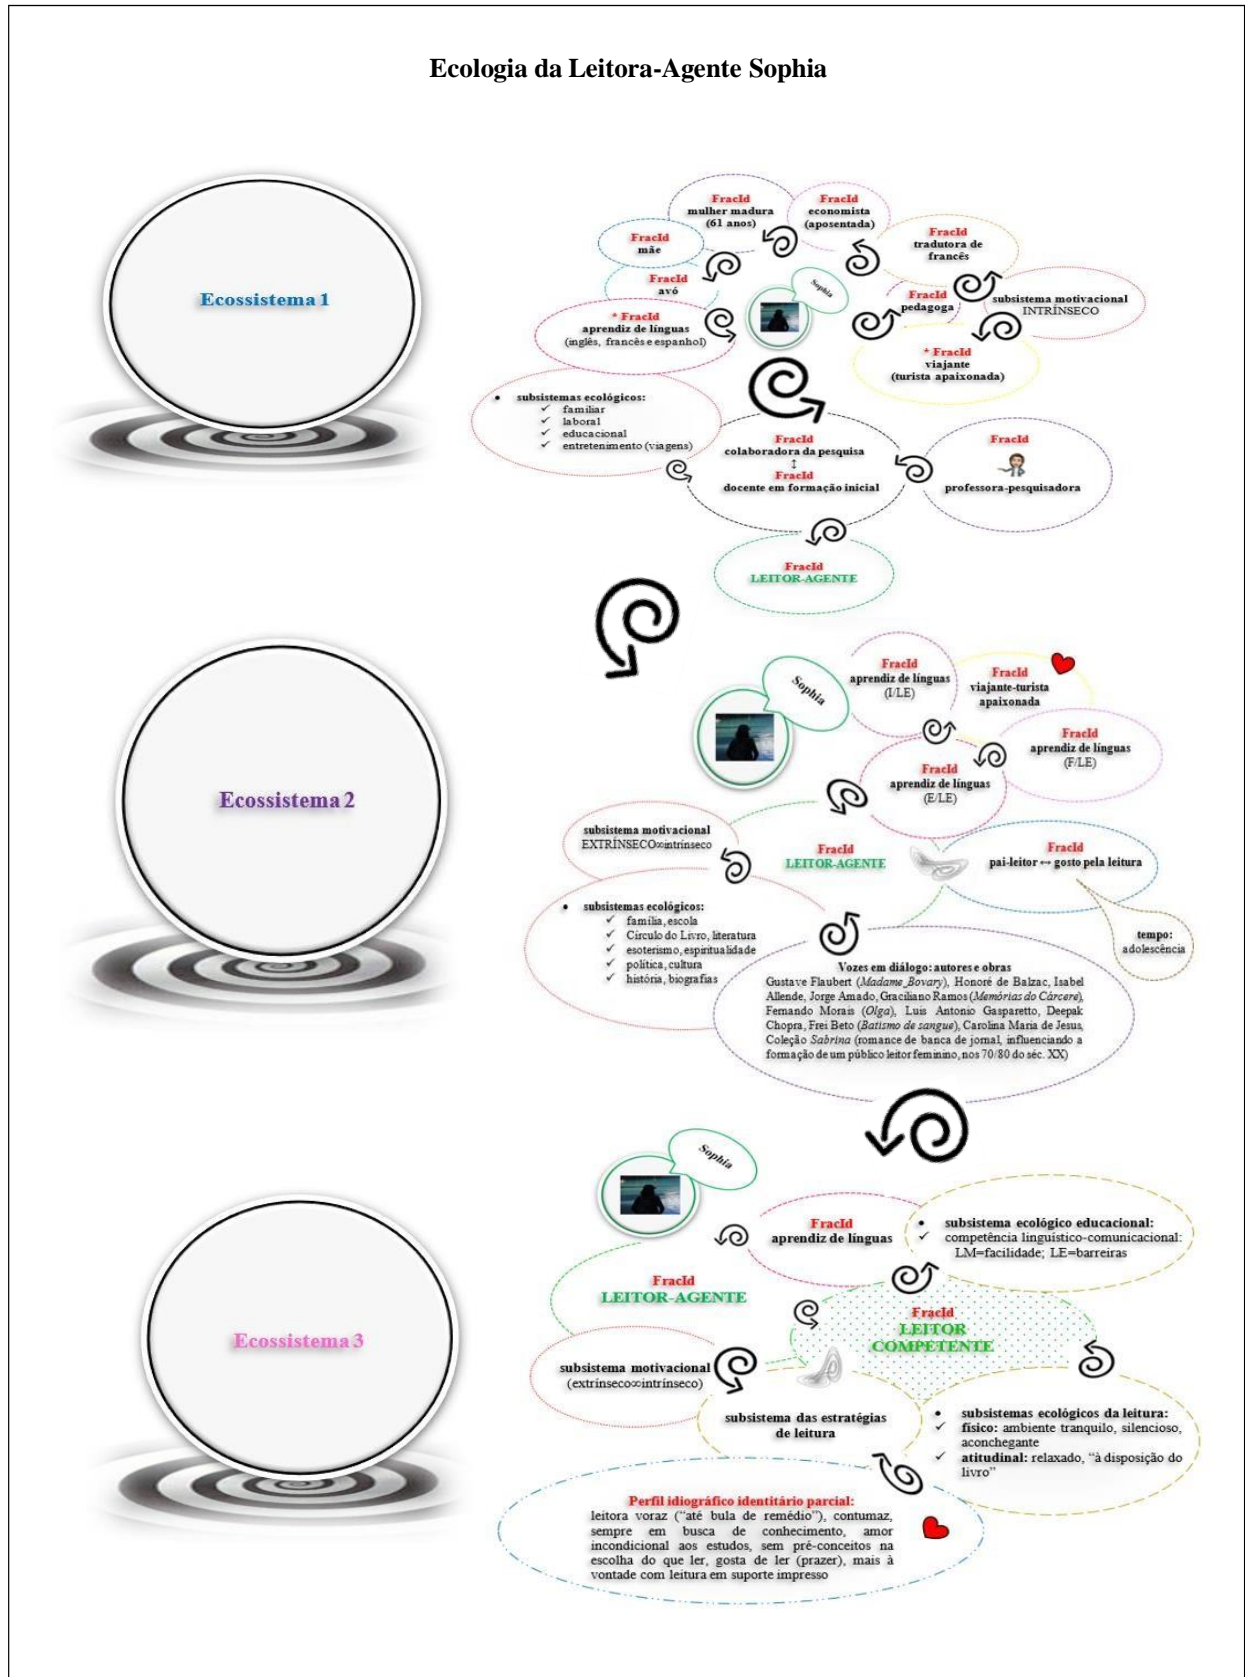 Ecologia da Leitora-Agente Sophia
Ecossistema 1
FracId
mulher madura
(61 anos)
FracId
economista
(aposentada)
FracId
mãe
FracId
tradutora de
francês
FracId
avó
Sophia
FracId
pedagoga
subsistema motivacional
INTRÍNSECO
* FracId
aprendiz de línguas
(inglês, francês e espanhol)
* FracId
viajante
(turista apaixonada)
• subsistemas ecológicos:
✓ familiar
✓ laboral
✓ educacional
✓ entretenimento (viagens)
FracId
colaboradora da pesquisa
↕
FracId
docente em formação inicial
FracId
professora-pesquisadora
FracId
LEITOR-AGENTE
Ecossistema 2
Sophia
FracId
aprendiz de línguas
(I/LE)
FracId
viajante-turista
apaixonada
FracId
aprendiz de línguas
(F/LE)
FracId
aprendiz de línguas
(E/LE)
subsistema motivacional
EXTRÍNSECO∞intrínseco
FracId
LEITOR-AGENTE
FracId
pai-leitor ↔ gosto pela leitura
tempo:
adolescência
• subsistemas ecológicos:
✓ família, escola
✓ Círculo do Livro, literatura
✓ esoterismo, espiritualidade
✓ política, cultura
✓ história, biografias
Vozes em diálogo: autores e obras
Gustave Flaubert (Madame_Bovary), Honoré de Balzac, Isabel
Allende, Jorge Amado, Graciliano Ramos (Memórias do Cárcere),
Fernando Morais (Olga), Luis Antonio Gasparetto, Deepak
Chopra, Frei Beto (Batismo de sangue), Carolina Maria de Jesus,
Coleção Sabrina (romance de banca de jornal, influenciando a
formação de um público leitor feminino, nos 70/80 do séc. XX)
Ecossistema 3
Sophia
FracId
aprendiz de línguas
• subsistema ecológico educacional:
✓ competência linguístico-comunicacional:
LM=facilidade; LE=barreiras
FracId
LEITOR-AGENTE
FracId
LEITOR
COMPETENTE
subsistema motivacional
(extrínseco∞intrínseco)
subsistema das estratégias
de leitura
• subsistemas ecológicos da leitura:
✓ físico: ambiente tranquilo, silencioso,
aconchegante
✓ atitudinal: relaxado, “à disposição do
livro”
Perfil idiográfico identitário parcial:
leitora voraz (“até bula de remédio”), contumaz,
sempre em busca de conhecimento, amor
incondicional aos estudos, sem pré-conceitos na
escolha do que ler, gosta de ler (prazer), mais à
vontade com leitura em suporte impresso